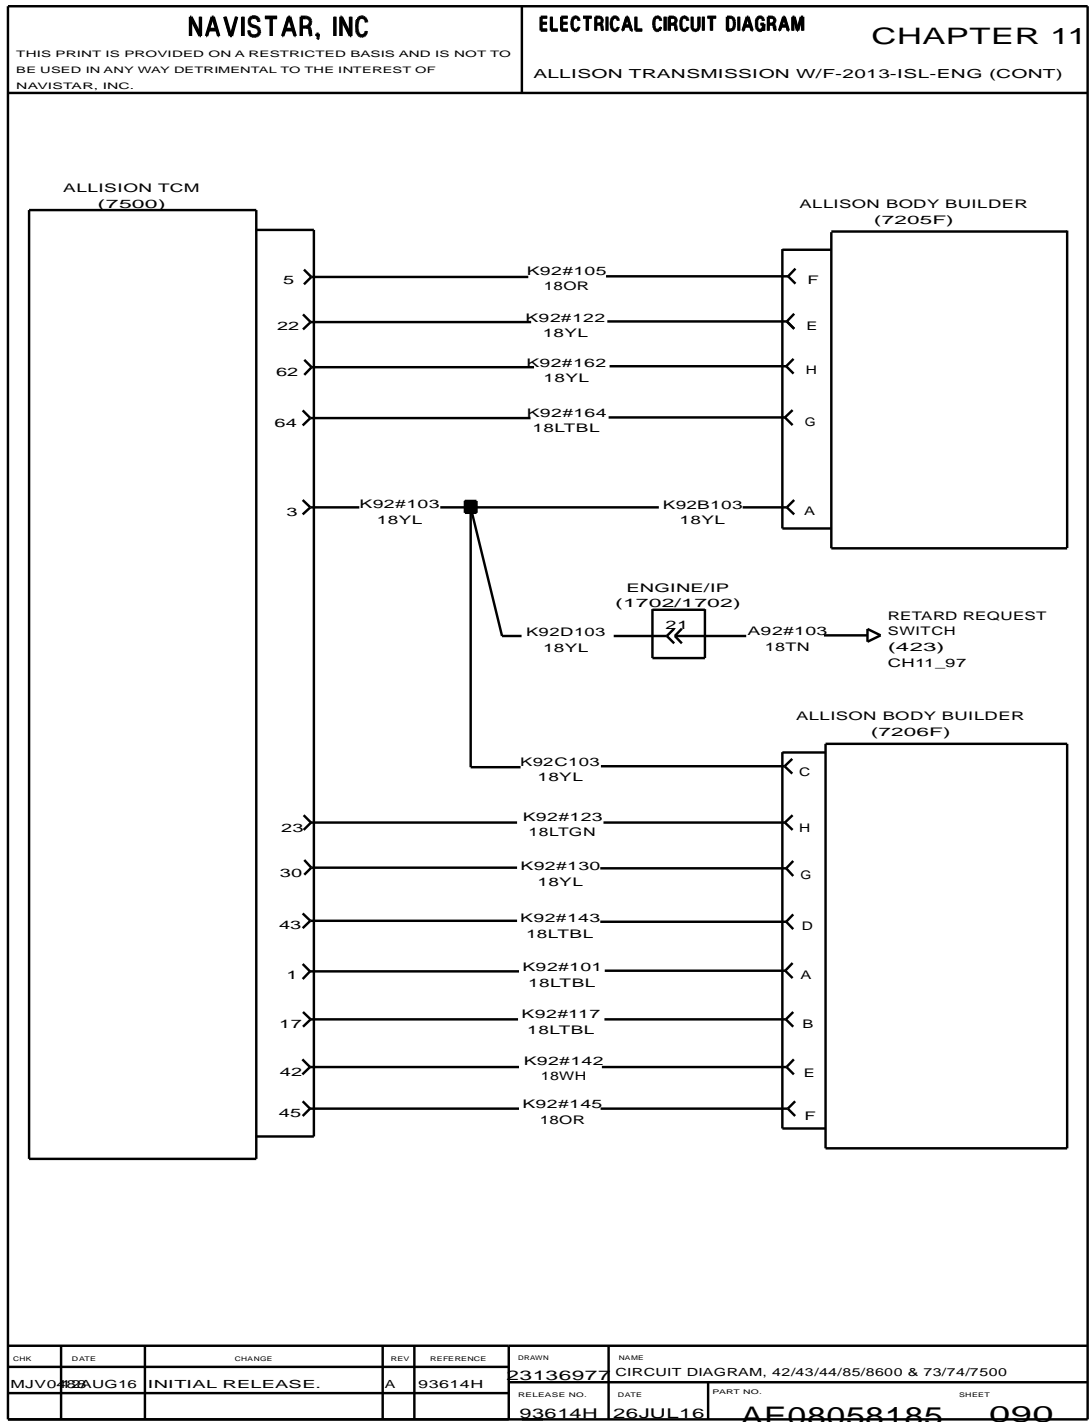 NAVISTAR, INC
THIS PRINT IS PROVIDED ON A RESTRICTED BASIS AND IS NOT TO
BE USED IN ANY WAY DETRIMENTAL TO THE INTEREST OF
NAVISTAR, INC.
ELECTRICAL CIRCUIT DIAGRAM
CHAPTER 11
ALLISON TRANSMISSION W/F-2013-ISL-ENG (CONT)
ALLISION TCM
(7500)
ALLISON BODY BUILDER
(7205F)
5 K92#105 F
18OR
22 K92#122 E
18YL
62 K92#162 H
18YL
64 K92#164 G
18LTBL
3 K92#103 K92B103 A
18YL 18YL
ENGINE/IP
(1702/1702)
K92D103 21 A92#103
18YL 18TN
RETARD REQUEST
SWITCH
(423)
CH11_97
ALLISON BODY BUILDER
(7206F)
K92C103 C
18YL
23 K92#123 H
18LTGN
30 K92#130 G
18YL
43 K92#143 D
18LTBL
1 K92#101 A
18LTBL
17 K92#117 B
18LTBL
42 K92#142 E
18WH
45 K92#145 F
18OR
CHK DATE CHANGE REV REFERENCE DRAWN NAME
INITIAL RELEASE. A 93614H 23136977 CIRCUIT DIAGRAM, 42/43/44/85/8600 & 73/74/7500
RELEASE NO. DATE PART NO. SHEET
93614H 26JUL16 AE08058185 090